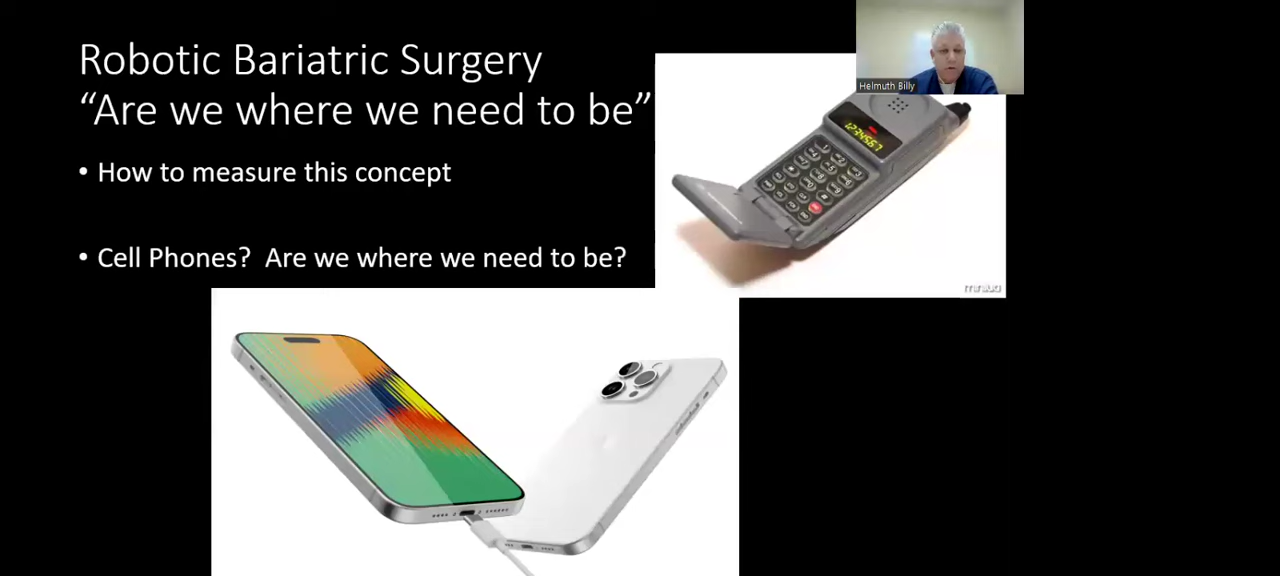 Robotic Bariatric Surgery
“Are we where we need to be”
• How to measure this concept
• Cell Phones?  Are we where we need to be?
Helmuth Billy
1234567